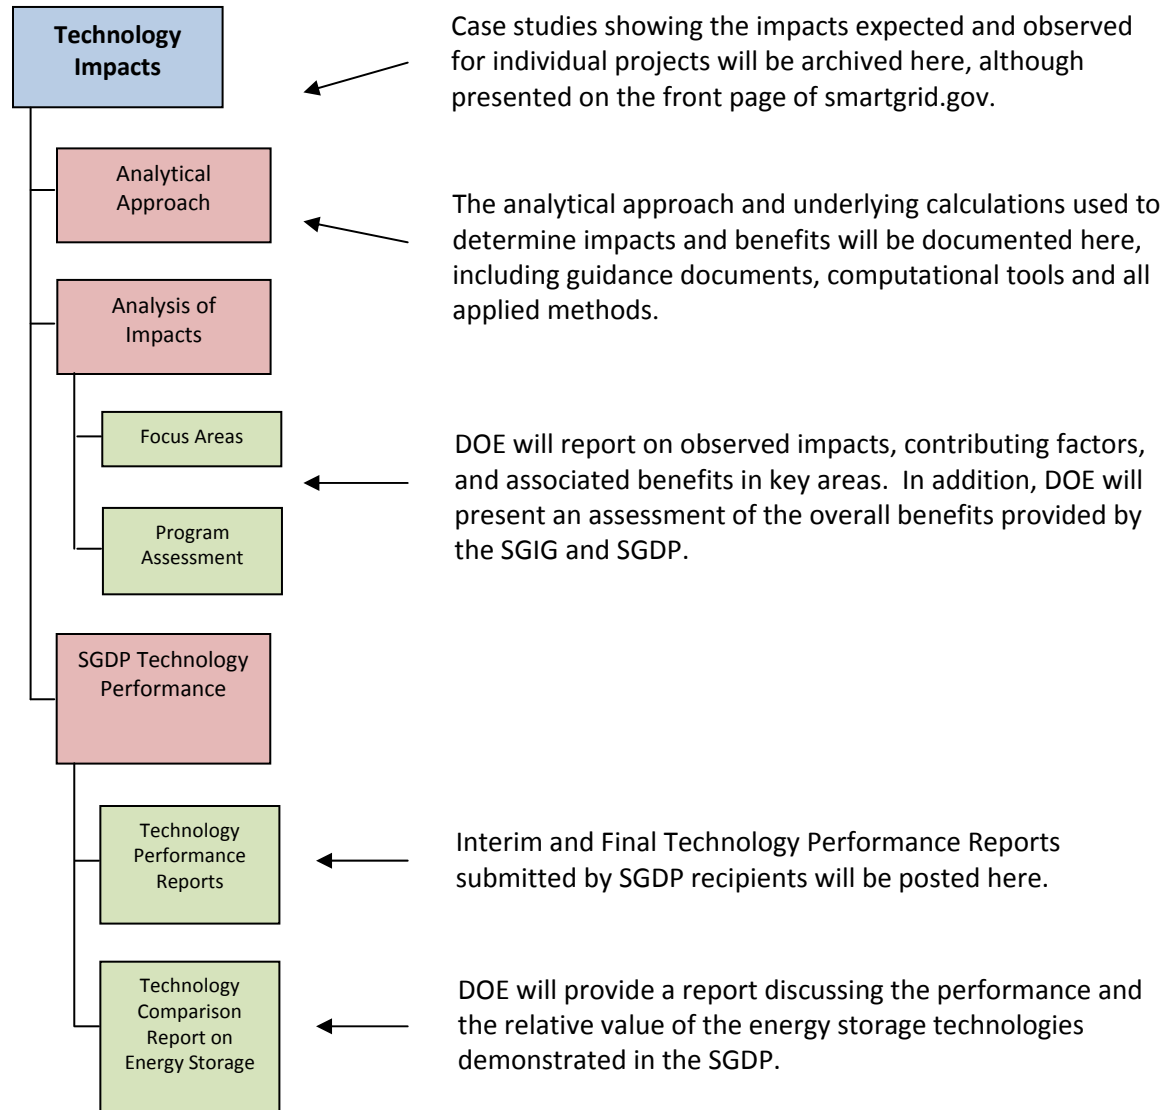 Technology
Impacts
Case studies showing the impacts expected and observed
for individual projects will be archived here, although
presented on the front page of smartgrid.gov.
Analytical
Approach
The analytical approach and underlying calculations used to
determine impacts and benefits will be documented here,
including guidance documents, computational tools and all
applied methods.
Analysis of
Impacts
Focus Areas
DOE will report on observed impacts, contributing factors,
and associated benefits in key areas.  In addition, DOE will
present an assessment of the overall benefits provided by
the SGIG and SGDP.
Program
Assessment
SGDP Technology
Performance
Technology
Performance
Reports
Interim and Final Technology Performance Reports
submitted by SGDP recipients will be posted here.
Technology
Comparison
Report on
Energy Storage
DOE will provide a report discussing the performance and
the relative value of the energy storage technologies
demonstrated in the SGDP.